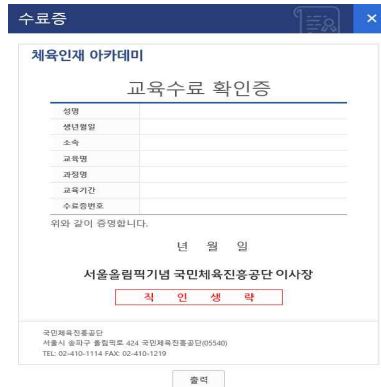 수료증
체육인재 아카데미
교육수료 확인증
성명
생년월일
소속
교육명
과정명
교육기간
수료증번호
위와 같이 증명합니다.
년 월 일
서울올림픽기념 국민체육진흥공단 이사장
직 인 생 략
국민체육진흥공단
서울시 송파구 올림픽로 424 국민체육진흥공단(05540)
TEL: 02-410-1114 FAX: 02-410-1219
출력